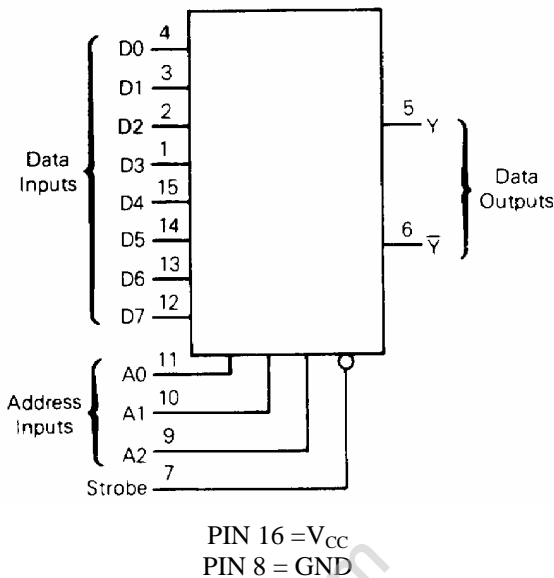 D0 4
D1 3
D2 2
D3 1
D4 15
D5 14
D6 13
D7 12
Data
Inputs
5 Y
6 Y̅
Data
Outputs
A0 11
A1 10
A2 9
Address
Inputs
Strobe 7
PIN 16 =VCC
PIN 8 = GND